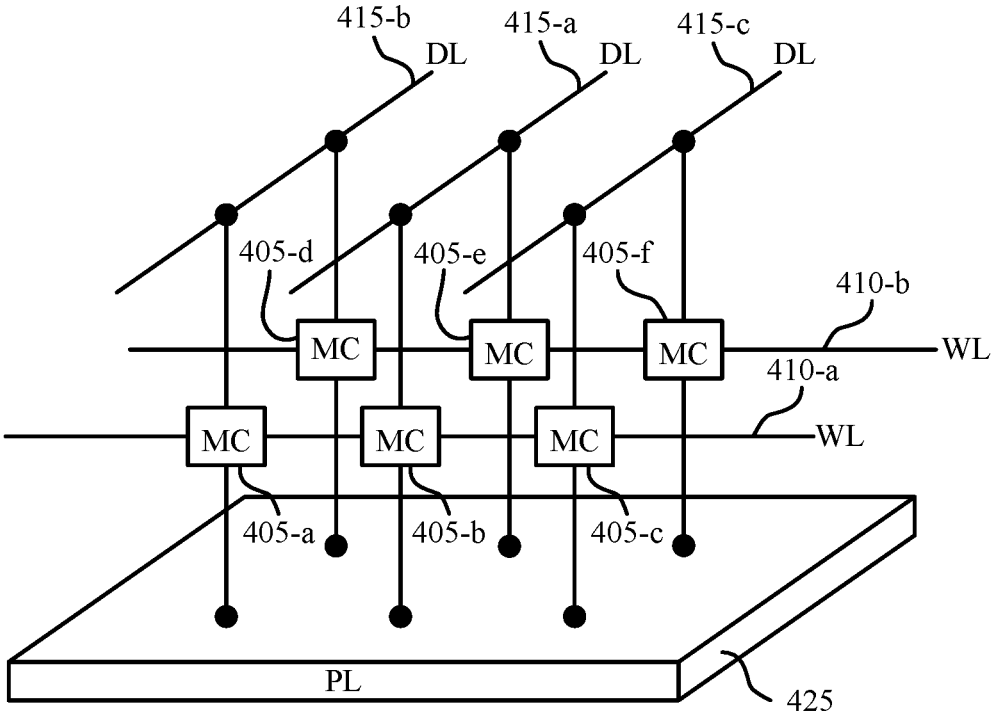 415-b
415-a
415-c
DL
DL
DL
405-d
405-e
405-f
410-b
MC
MC
MC
WL
410-a
MC
MC
MC
WL
405-a
405-b
405-c
PL
425